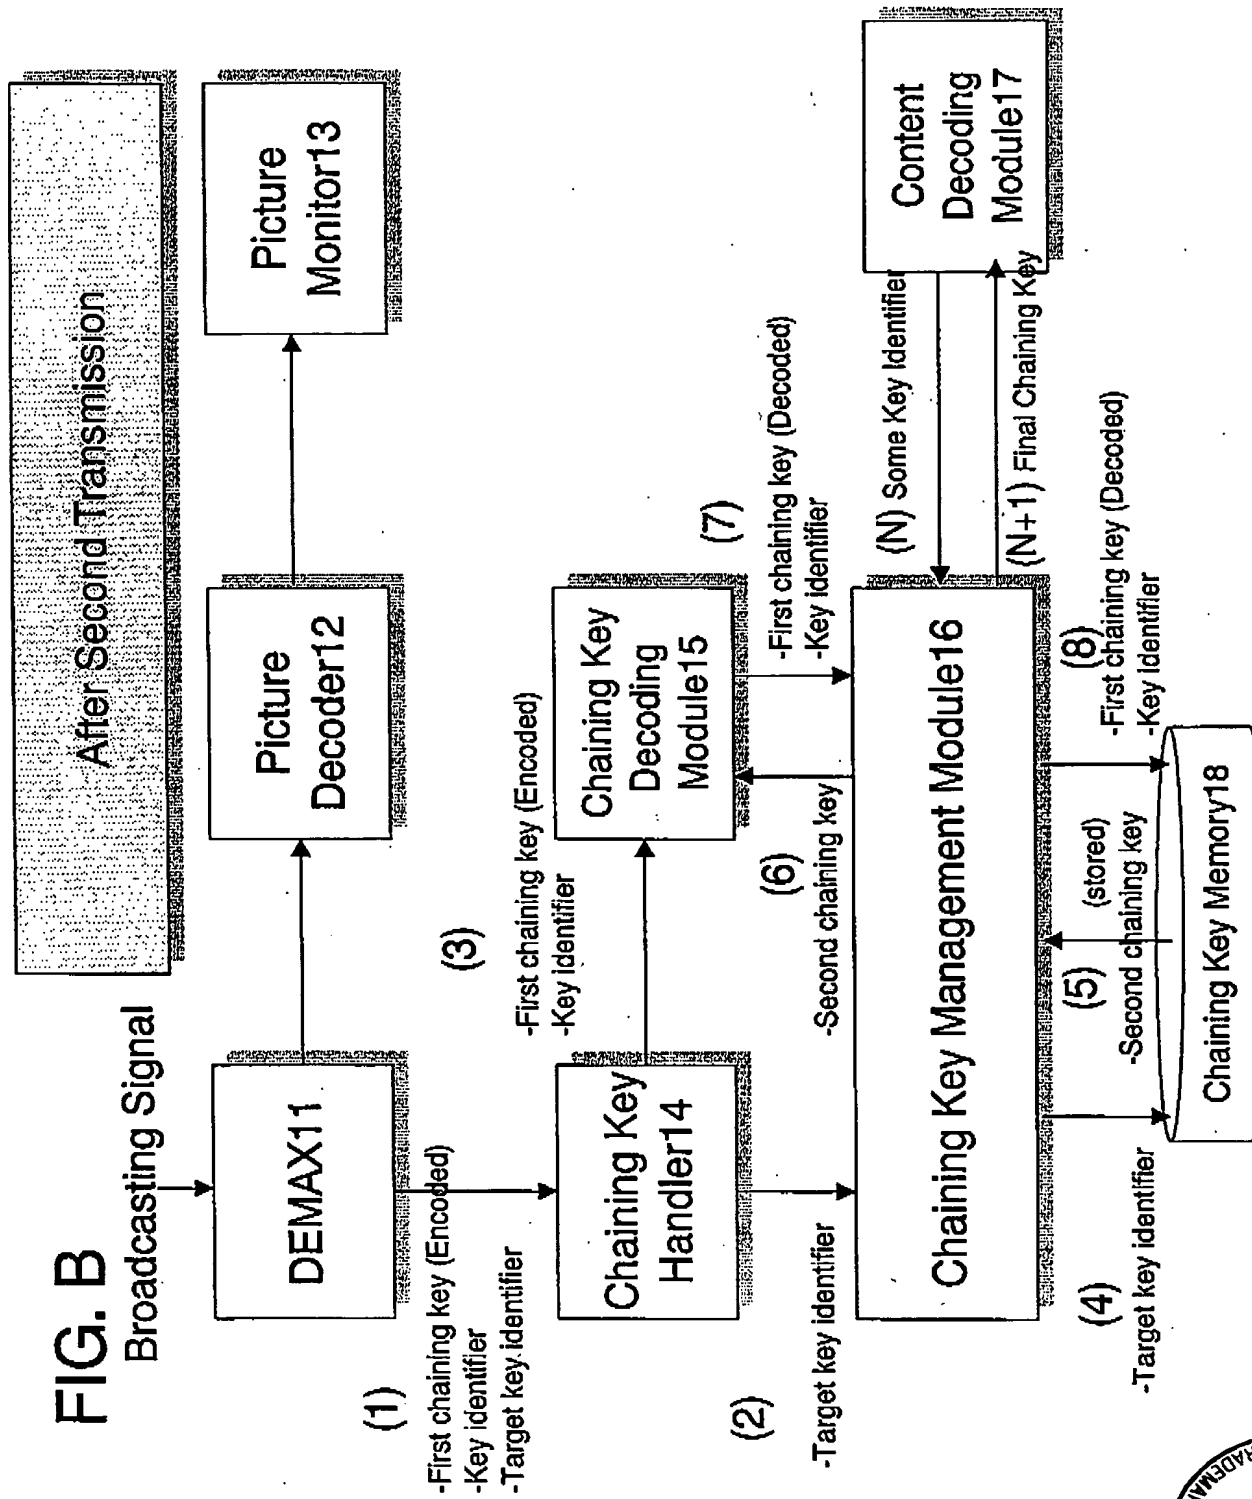 FIG. B
After Second Transmission
Broadcasting Signal
DEMAX11
Picture
Decoder12
Picture
Monitor13
(1)
-First chaining key (Encoded)
-Key identifier
-Target key identifier
(3)
-First chaining key (Encoded)
-Key identifier
Chaining Key
Handler14
Chaining Key
Decoding
Module15
(2)
-Target key identifier
(6)
-Second chaining key
(7)
-First chaining key (Decoded)
-Key identifier
Content
Decoding
Module17
(N) Some Key Identifier
(N+1) Final Chaining Key
Chaining Key Management Module16
(4)
-Target key identifier
(5)
(stored)
-Second chaining key
(8)
-First chaining key (Decoded)
-Key identifier
Chaining Key Memory18